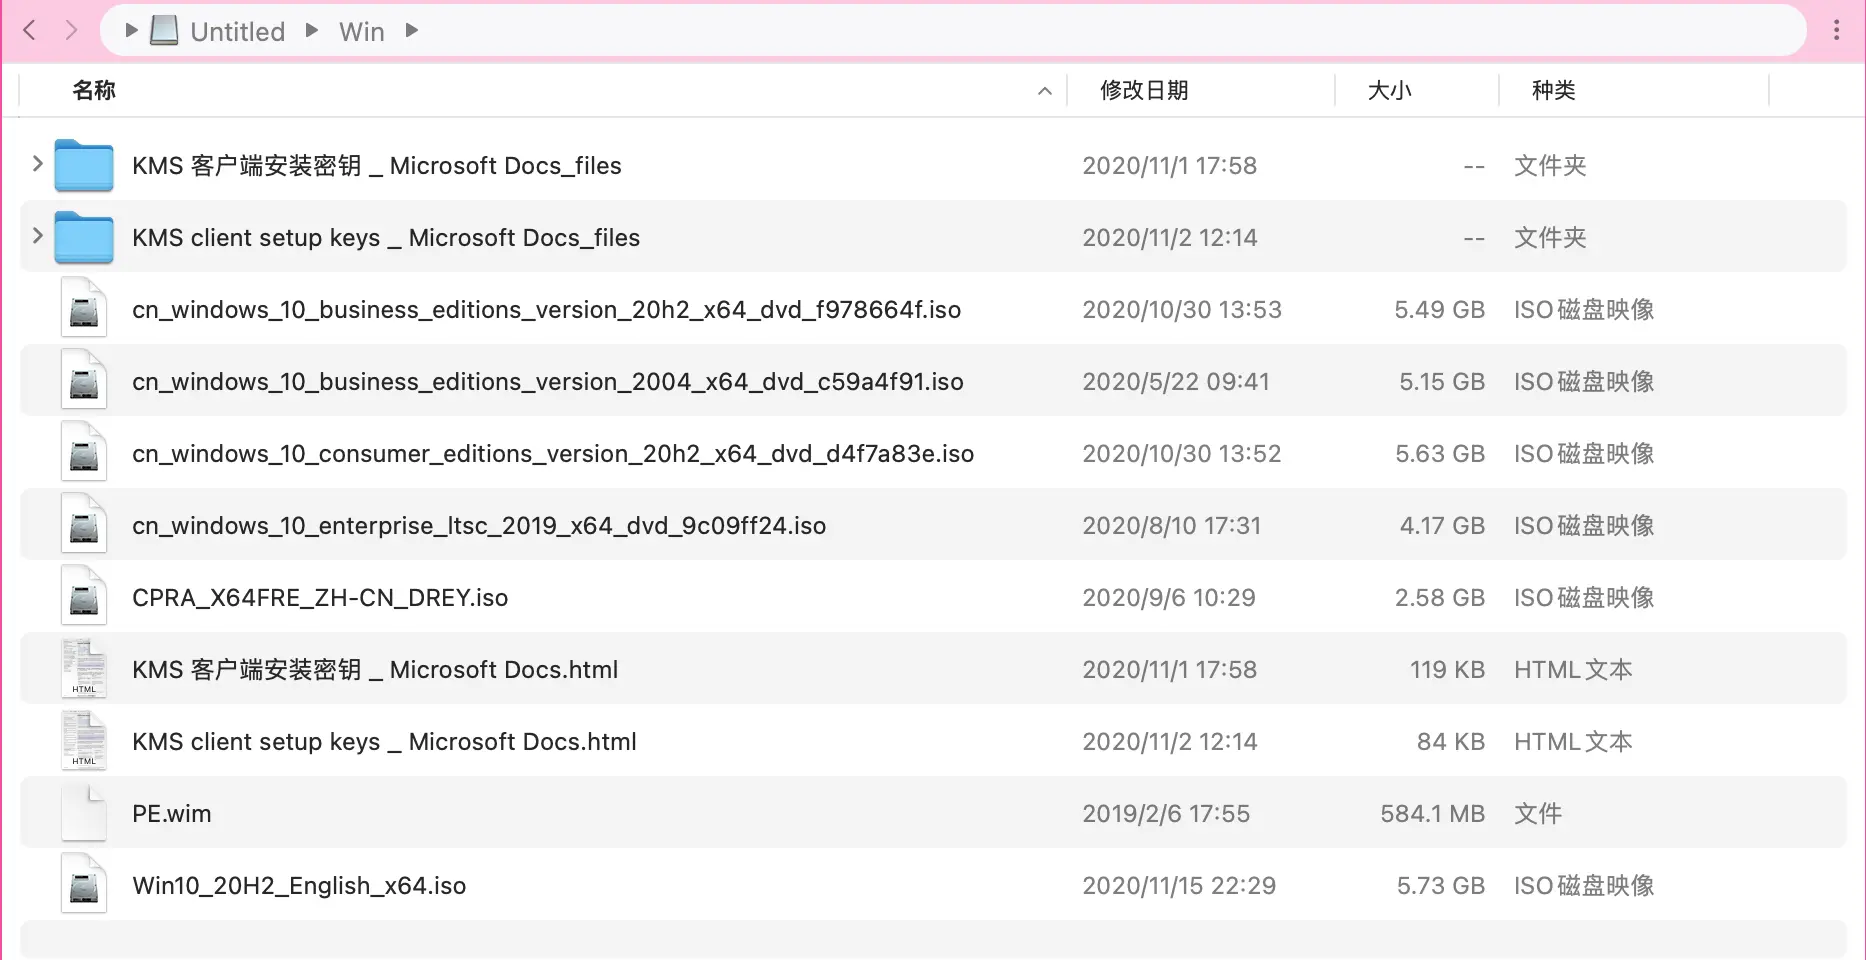 Untitled Win
名称 修改日期 大小 种类
KMS 客户端安装密钥 _ Microsoft Docs_files 2020/11/1 17:58 -- 文件夹
KMS client setup keys _ Microsoft Docs_files 2020/11/2 12:14 -- 文件夹
cn_windows_10_business_editions_version_20h2_x64_dvd_f978664f.iso 2020/10/30 13:53 5.49 GB ISO磁盘映像
cn_windows_10_business_editions_version_2004_x64_dvd_c59a4f91.iso 2020/5/22 09:41 5.15 GB ISO磁盘映像
cn_windows_10_consumer_editions_version_20h2_x64_dvd_d4f7a83e.iso 2020/10/30 13:52 5.63 GB ISO磁盘映像
cn_windows_10_enterprise_ltsc_2019_x64_dvd_9c09ff24.iso 2020/8/10 17:31 4.17 GB ISO磁盘映像
CPRA_X64FRE_ZH-CN_DREY.iso 2020/9/6 10:29 2.58 GB ISO磁盘映像
KMS 客户端安装密钥 _ Microsoft Docs.html 2020/11/1 17:58 119 KB HTML文本
KMS client setup keys _ Microsoft Docs.html 2020/11/2 12:14 84 KB HTML文本
PE.wim 2019/2/6 17:55 584.1 MB 文件
Win10_20H2_English_x64.iso 2020/11/15 22:29 5.73 GB ISO磁盘映像